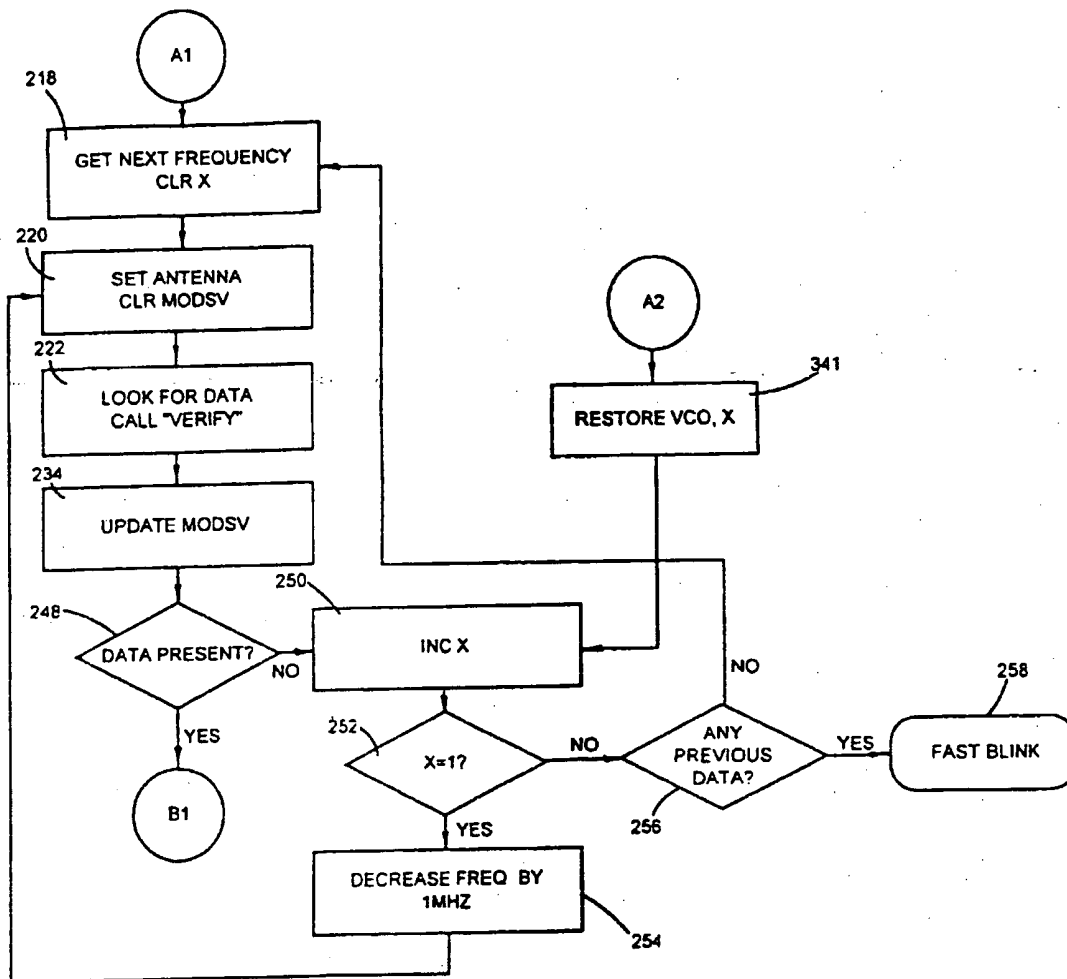 A1
218
GET NEXT FREQUENCY
CLR X
220
SET ANTENNA
CLR MODSV
A2
222
LOOK FOR DATA
CALL "VERIFY"
341
RESTORE VCO, X
234
UPDATE MODSV
248
DATA PRESENT?
NO
YES
B1
250
INC X
252
X=1?
NO
YES
NO
ANY
PREVIOUS
DATA?
256
YES
258
FAST BLINK
DECREASE FREQ BY
1MHZ
254